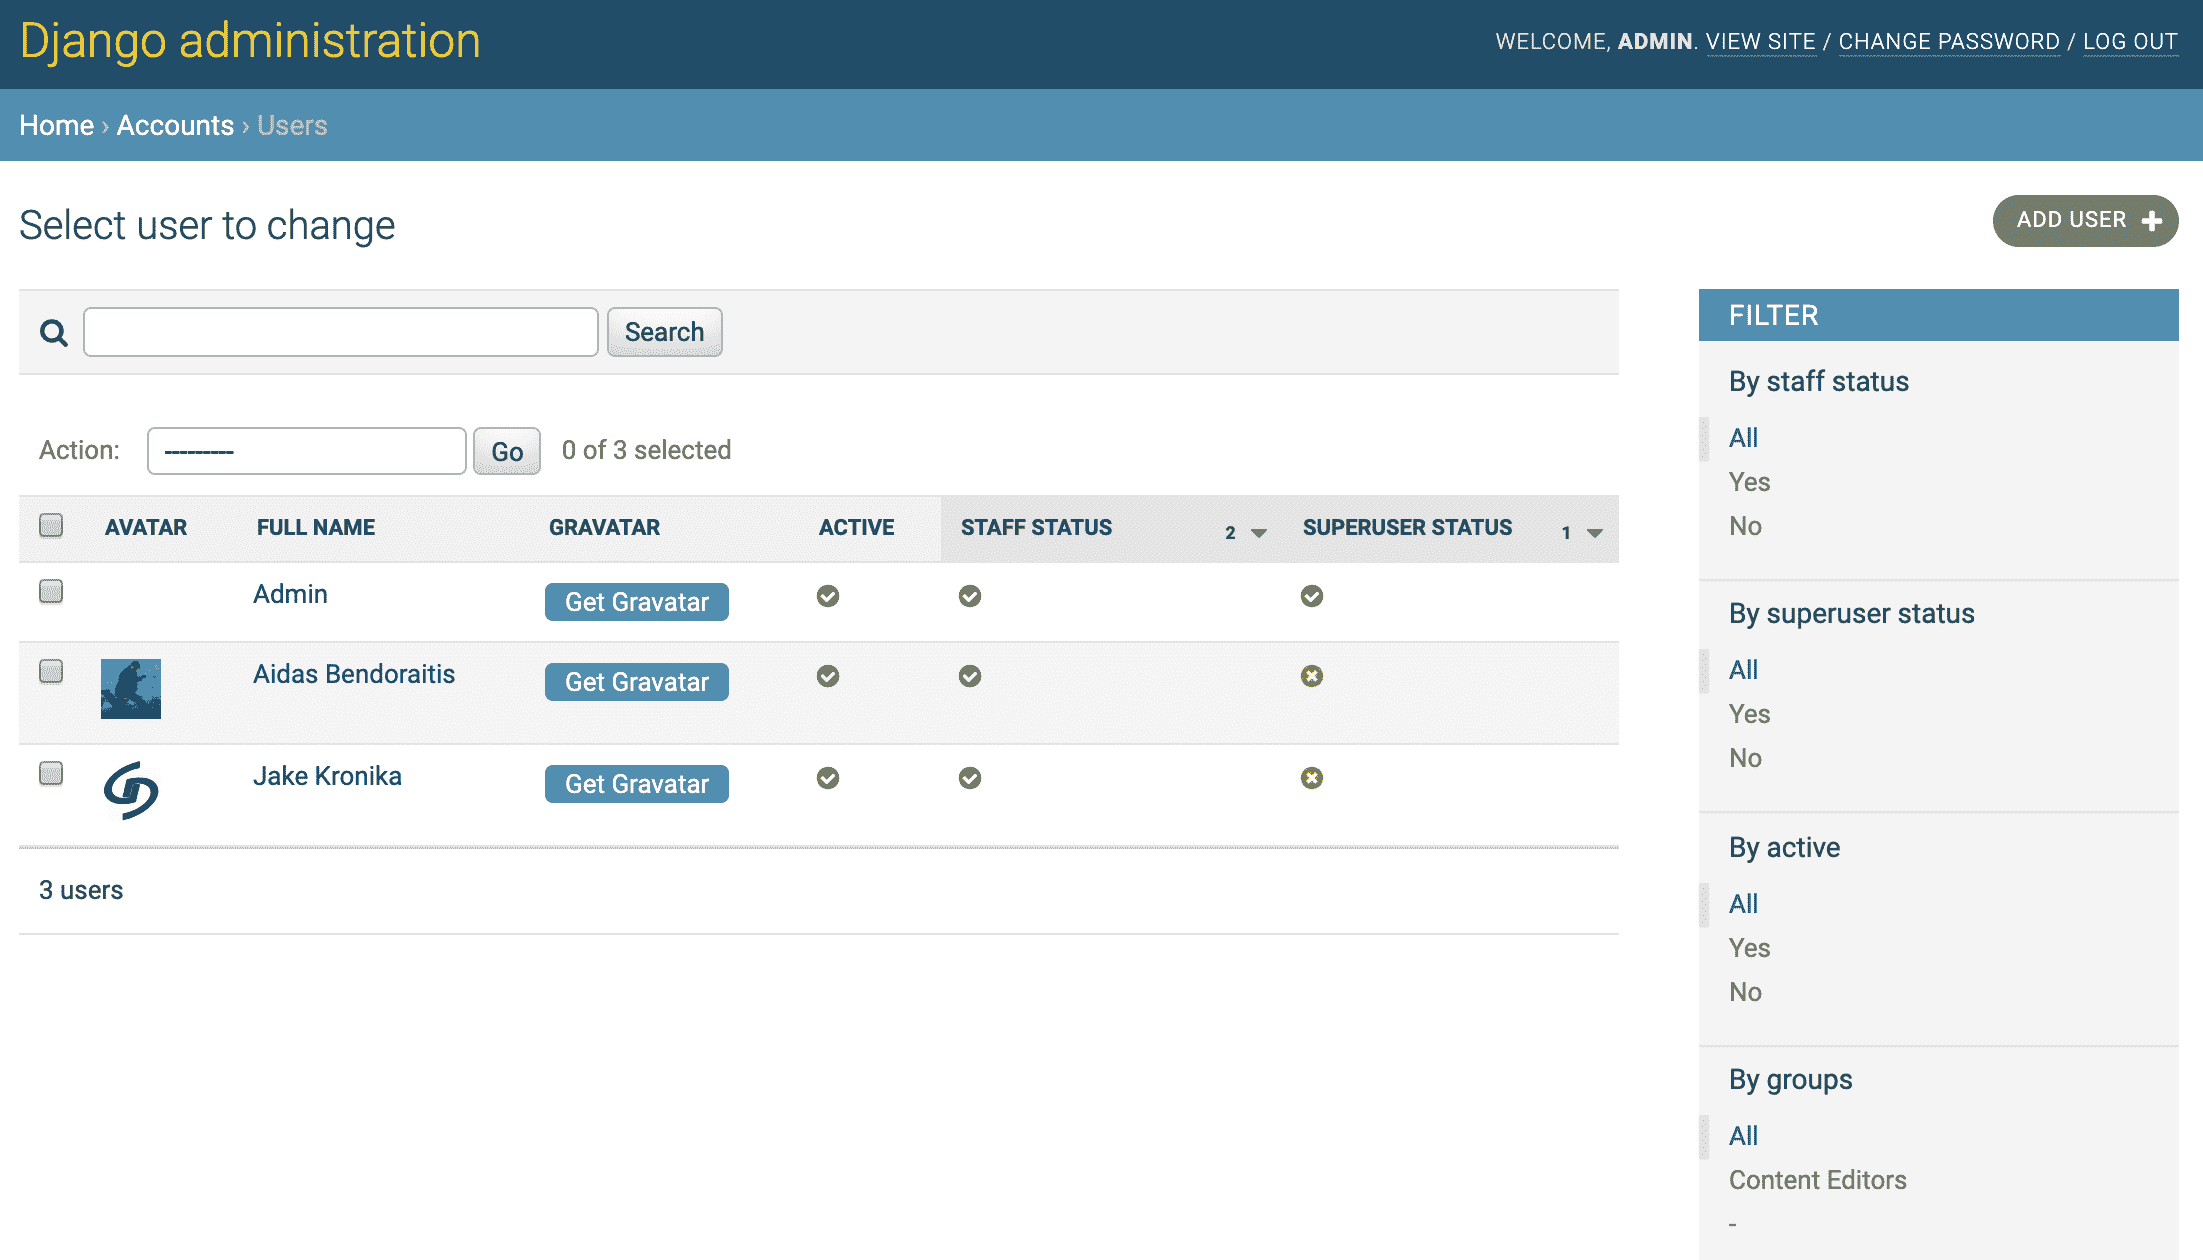 Django administration
WELCOME, ADMIN. VIEW SITE / CHANGE PASSWORD / LOG OUT
Home › Accounts › Users
Select user to change
ADD USER
Search
Action: --------- Go 0 of 3 selected
AVATAR FULL NAME GRAVATAR ACTIVE STAFF STATUS 2 SUPERUSER STATUS 1
Admin Get Gravatar
Aidas Bendoraitis Get Gravatar
Jake Kronika Get Gravatar
3 users
FILTER
By staff status
All
Yes
No
By superuser status
All
Yes
No
By active
All
Yes
No
By groups
All
Content Editors
-